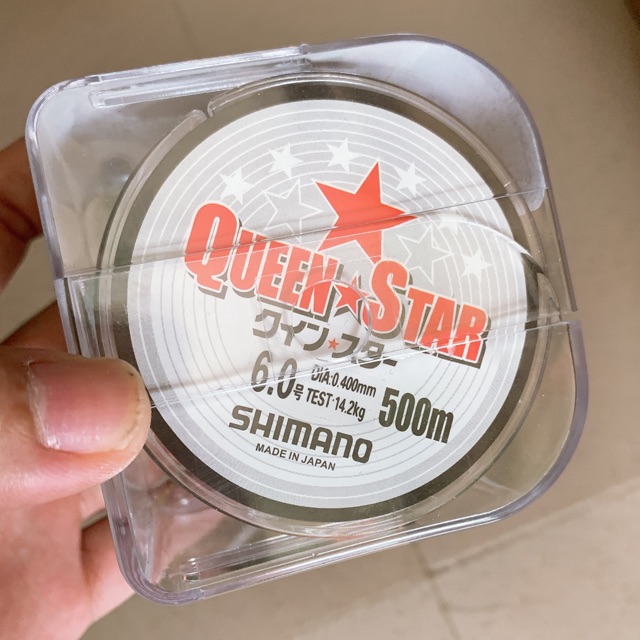 QUEEN★STAR
クイン★スター
6.0号 DIA:0.400mm TEST:14.2kg 500m
SHIMANO
MADE IN JAPAN